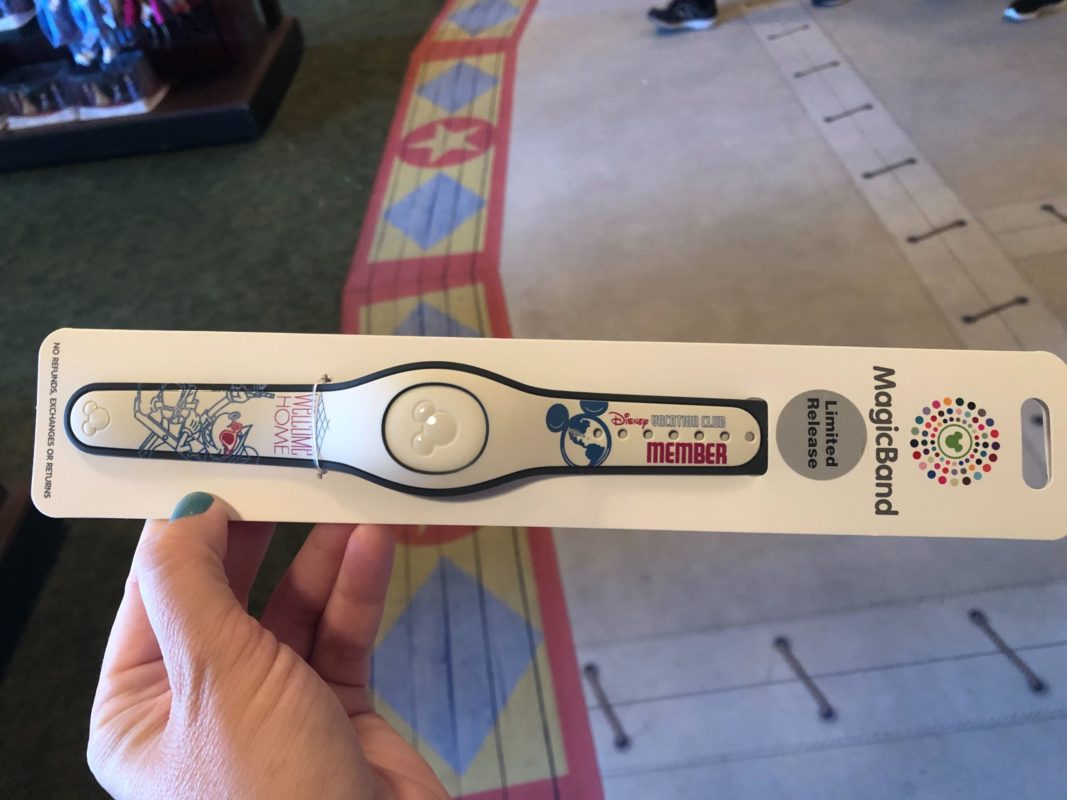 NO REFUNDS, EXCHANGES OR RETURNS
WELCOME
HOME
Disney VACATION CLUB
MEMBER
Limited
Release
MagicBand